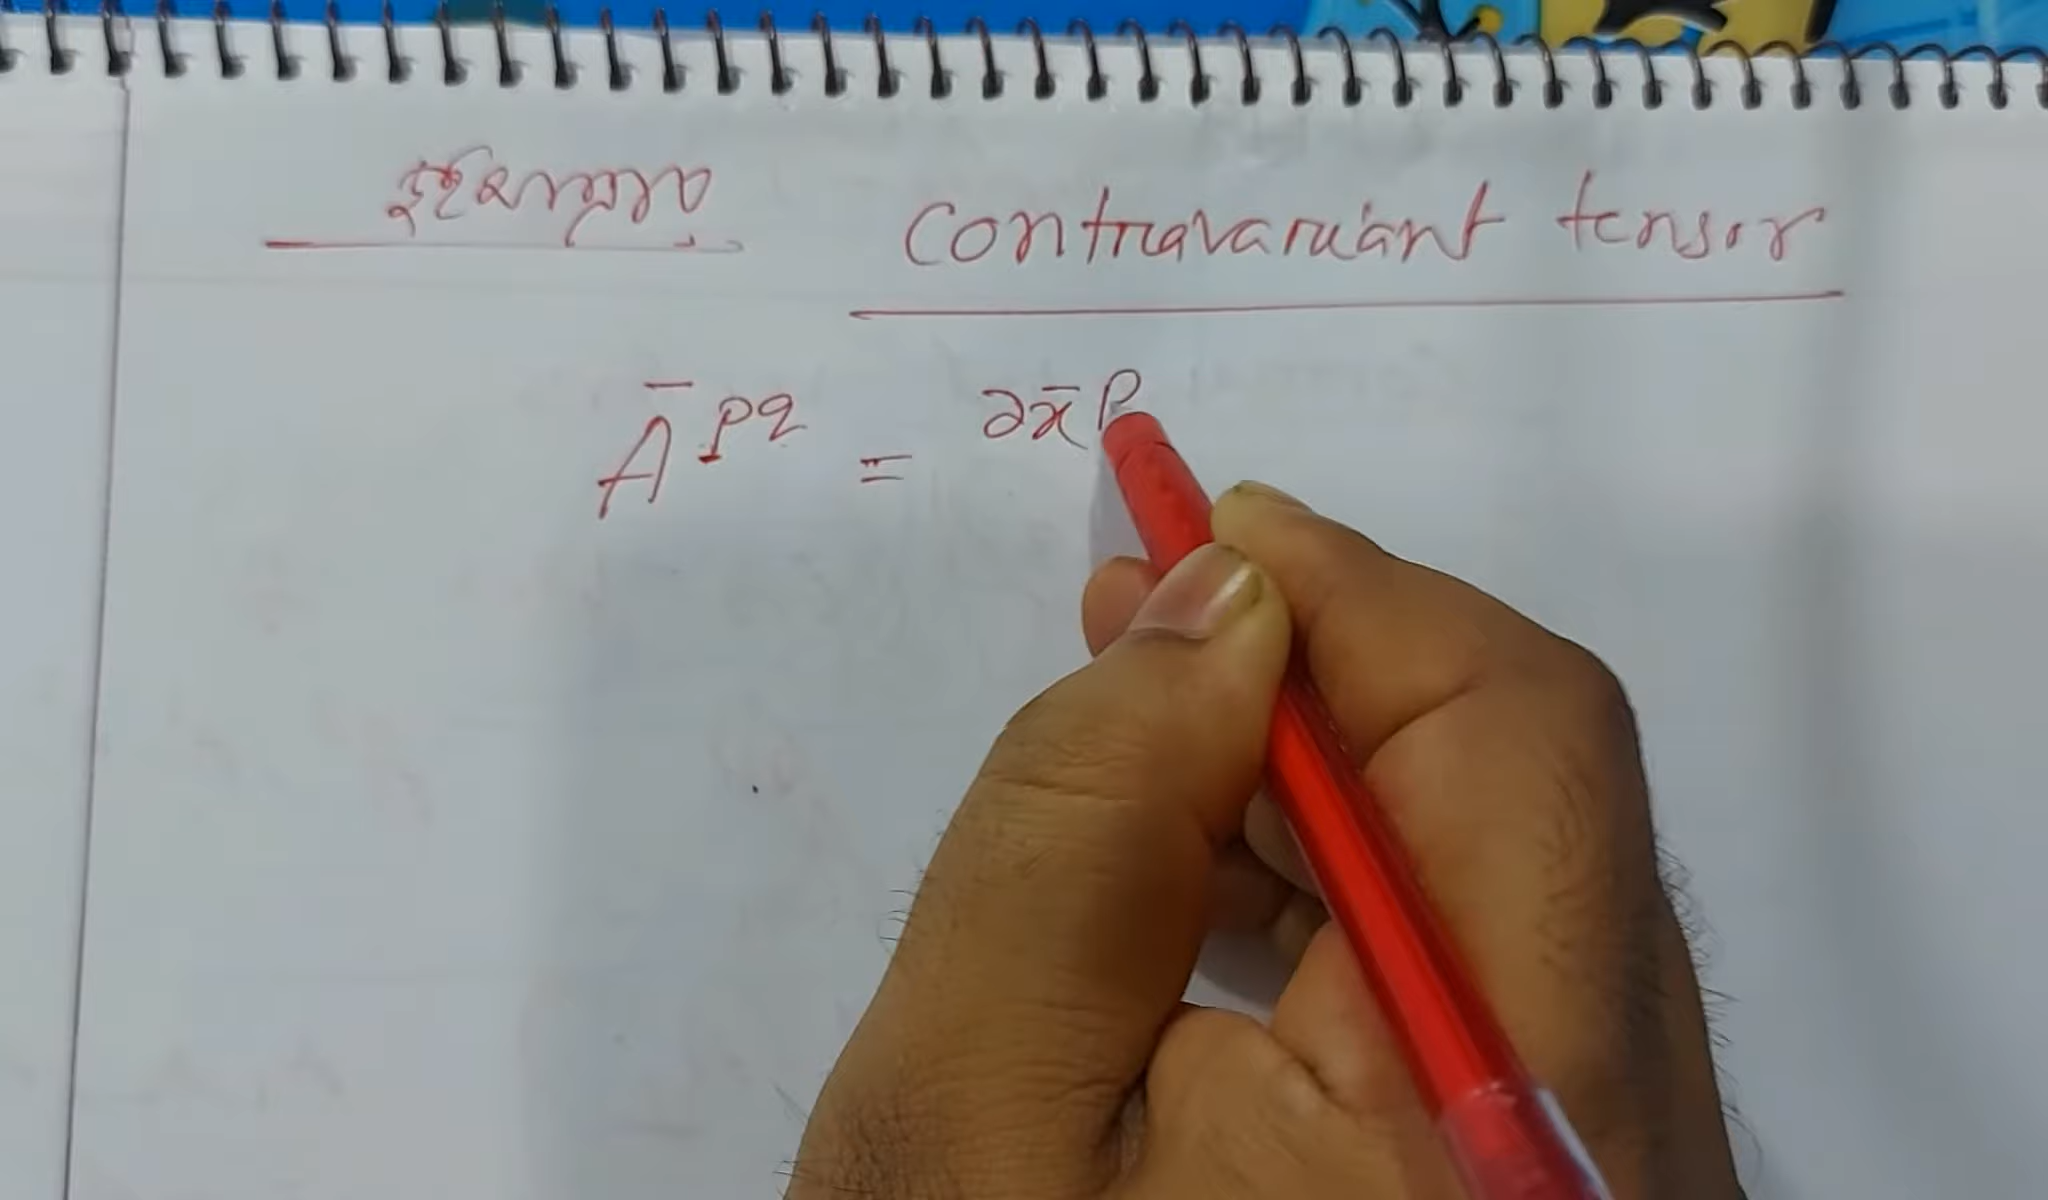 contravariant tensor
A̅^{pq} = ∂x̄^{p}